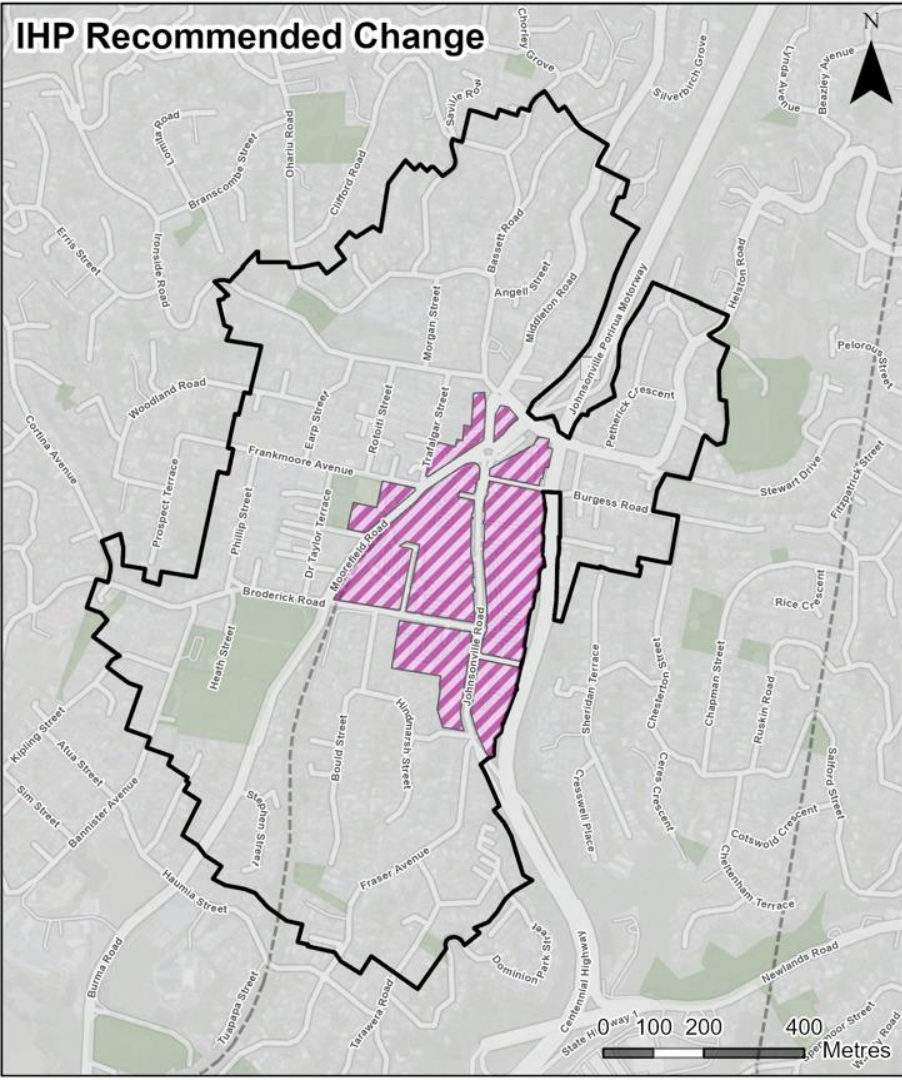 IHP Recommended Change
N
Chorley Grove
Silverbirch Grove
Lynda Avenue
Beazley Avenue
Saville Row
Lomita Road
Ohariu Road
Branscombe Street
Clifford Road
Erris Street
Ironside Road
Bassett Road
Helston Road
Angell Street
Middleton Road
Johnsonville Porirua Motorway
Morgan Street
Pelorous Street
Woodland Road
Earp Street
Rotoiti Street
Trafalgar Street
Petherick Crescent
Cortina Avenue
Frankmoore Avenue
Prospect Terrace
Phillip Street
Dr Taylor Terrace
Moorefield Road
Burgess Road
Stewart Drive
Fitzpatrick Street
Broderick Road
Rice Crescent
Heath Street
Johnsonville Road
Sheridan Terrace
Chesterton Street
Chapman Street
Ruskin Road
Kipling Street
Atua Street
Bould Street
Hindmarsh Street
Salford Street
Sim Street
Bannister Avenue
Stephen Street
Cresswell Place
Ceres Crescent
Cotswold Crescent
Fraser Avenue
Cheltenham Terrace
Haumia Street
Burma Road
Dominion Park Street
Centennial Highway
Newlands Road
Tuapapa Street
Tarawera Road
State Highway 1
0 100 200 400
Metres
Road